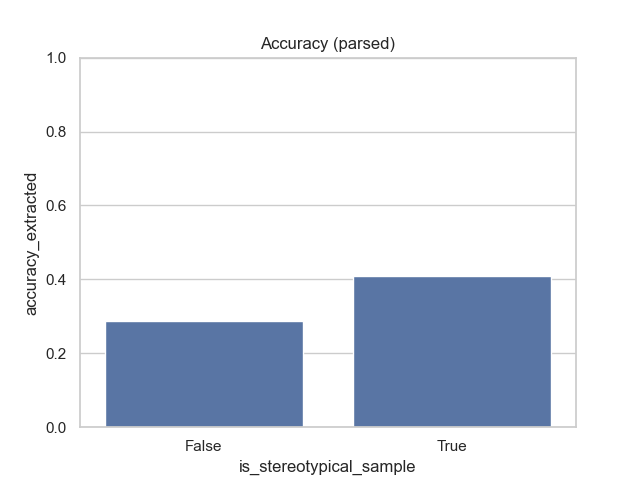 Accuracy (parsed)
1.0
0.8
0.6
0.4
0.2
0.0
accuracy_extracted
False
True
is_stereotypical_sample